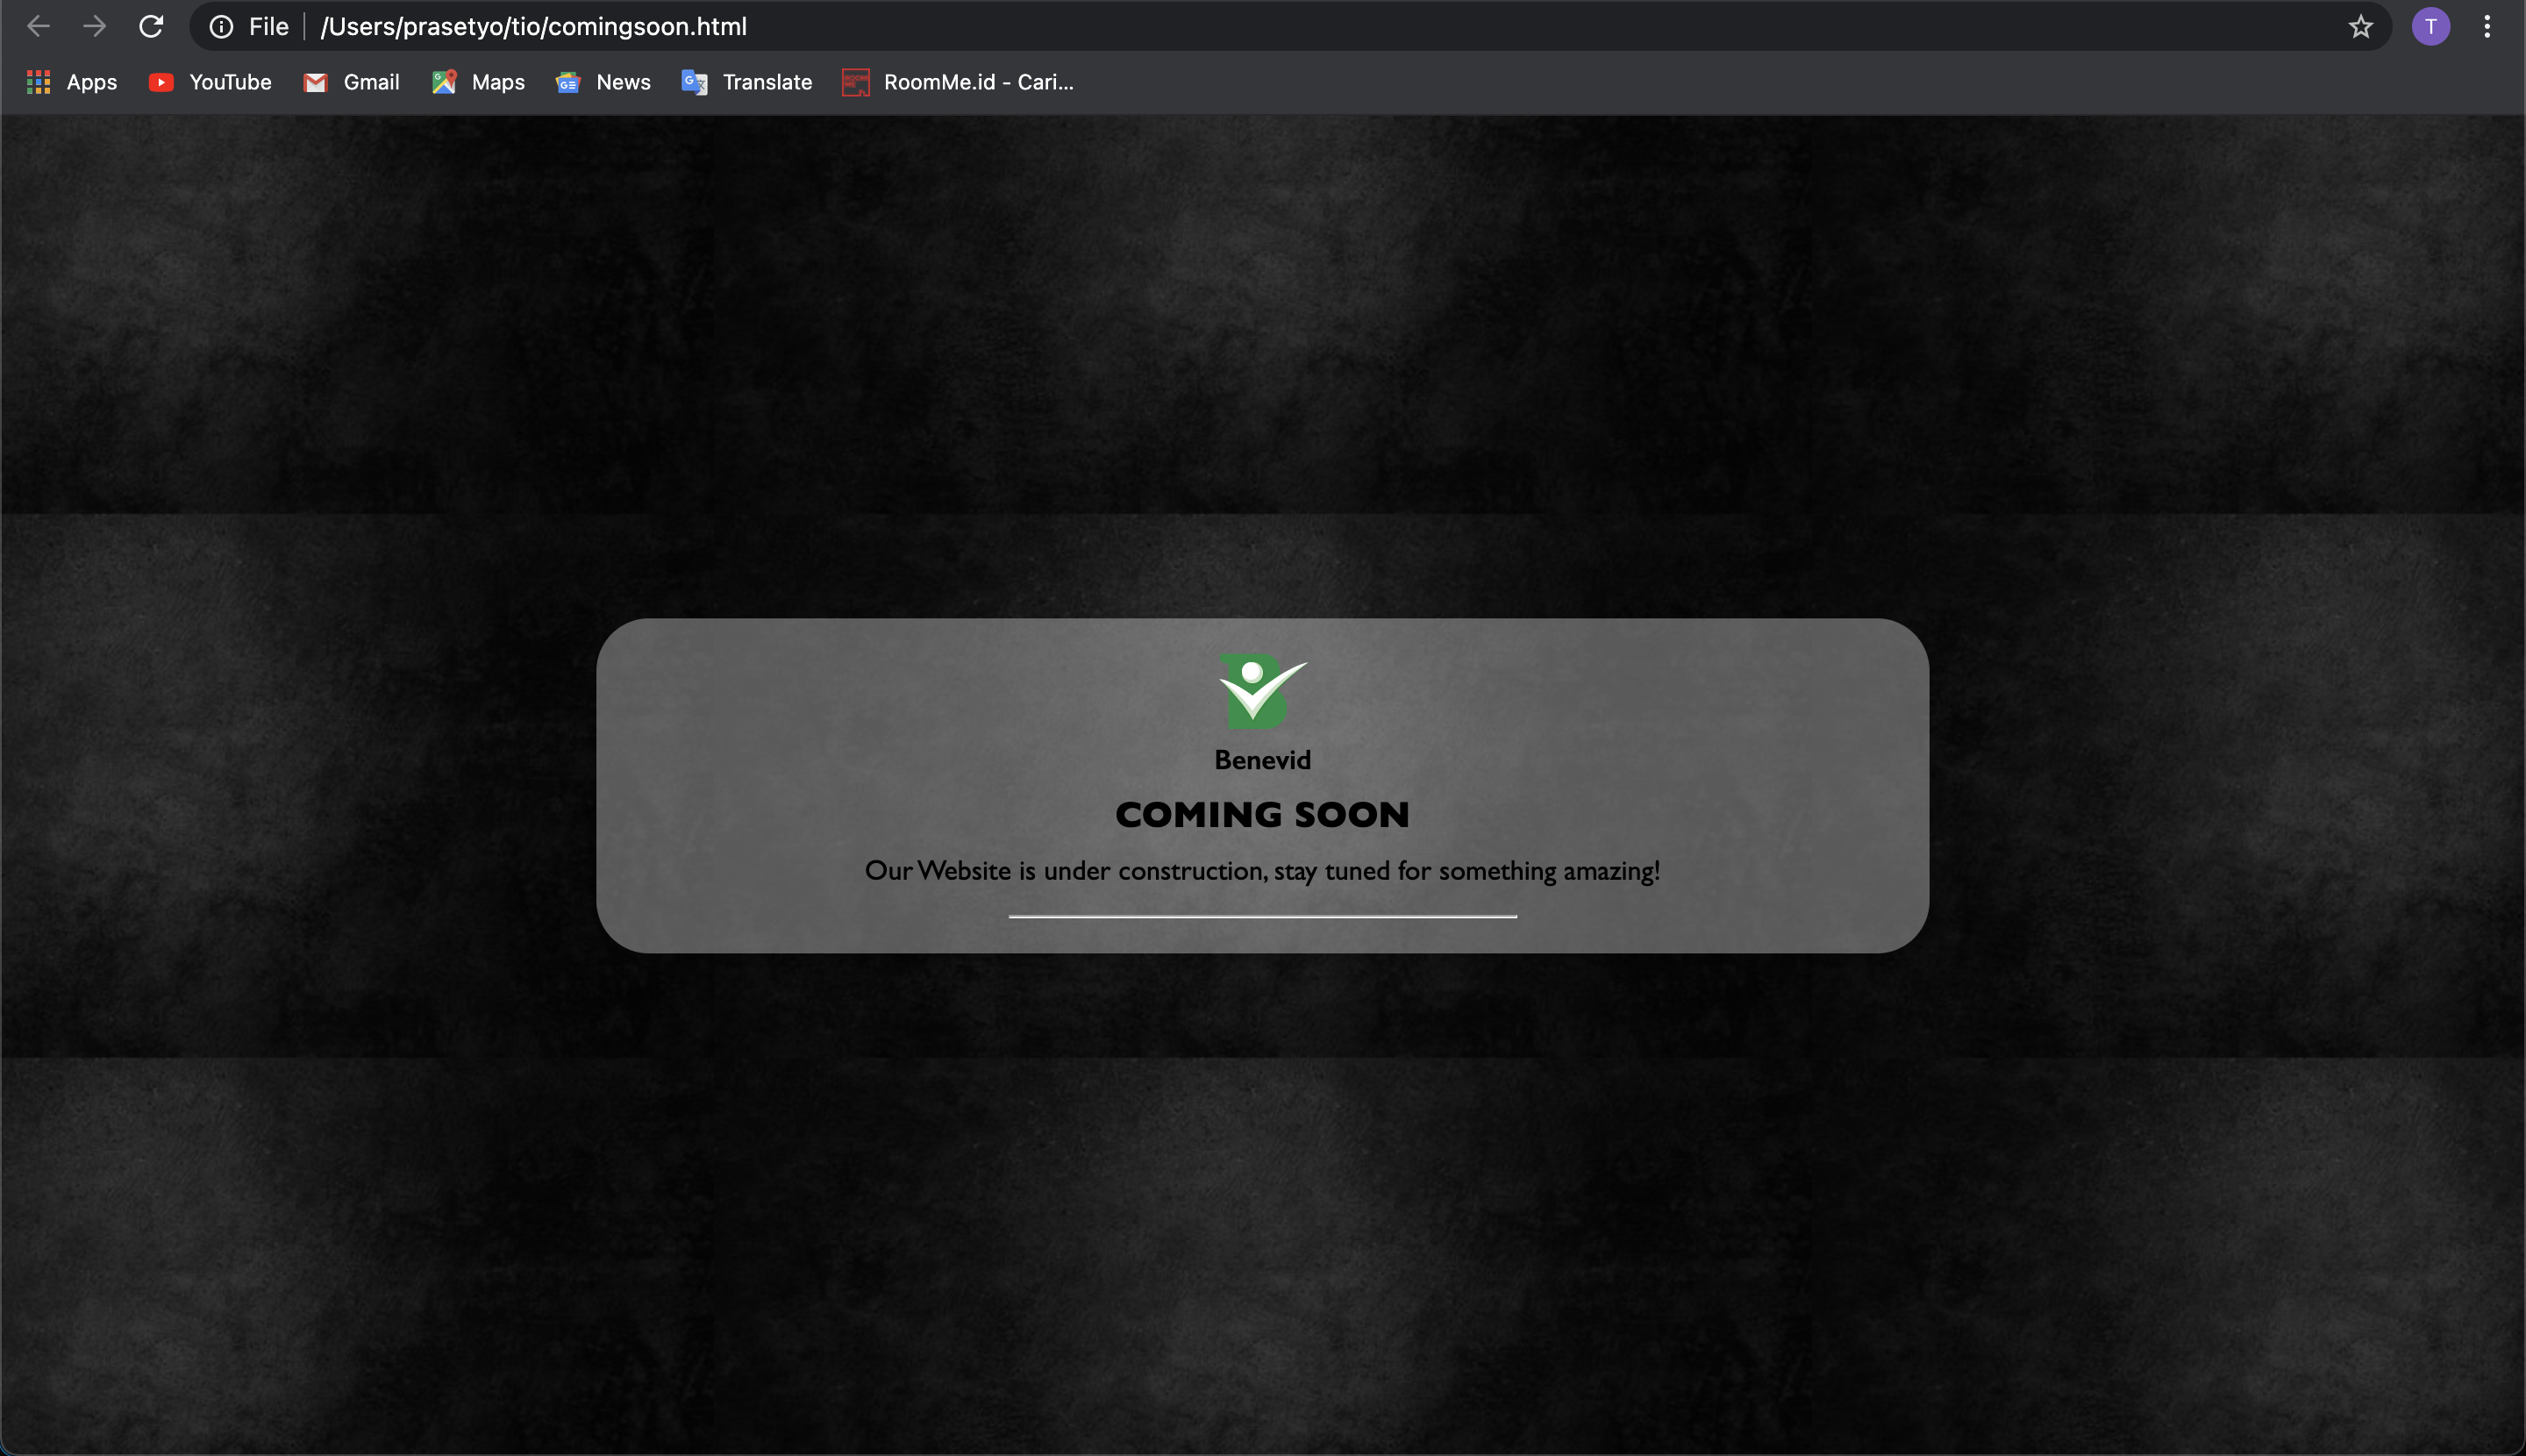 File /Users/prasetyo/tio/comingsoon.html T
Apps YouTube Gmail Maps News Translate RoomMe.id - Cari...
Benevid
COMING SOON
Our Website is under construction, stay tuned for something amazing!